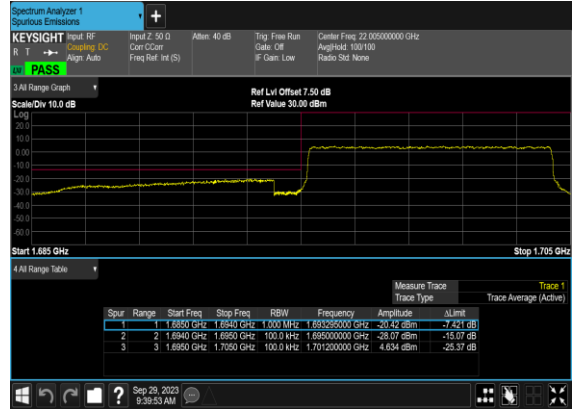 Spectrum Analyzer 1
Spurious Emissions
+
KEYSIGHT Input: RF Input Z: 50 Ω Atten: 40 dB Trig: Free Run Center Freq: 22.005000000 GHz
R T Coupling: DC Corr CCorr Gate: Off Avg|Hold: 100/100
Align: Auto Freq Ref: Int (S) IF Gain: Low Radio Std: None
PASS
3 All Range Graph
Ref Lvl Offset 7.50 dB
Scale/Div 10.0 dB Ref Value 30.00 dBm
Log
20.0
10.0
0.00
-10.0
-20.0
-30.0
-40.0
-50.0
-60.0
Start 1.685 GHz Stop 1.705 GHz
4 All Range Table
Measure Trace Trace 1
Trace Type Trace Average (Active)
Spur Range Start Freq Stop Freq RBW Frequency Amplitude ΔLimit
1 1 1.6850 GHz 1.6940 GHz 1.000 MHz 1.693295000 GHz -20.42 dBm -7.421 dB
2 2 1.6940 GHz 1.6950 GHz 100.0 kHz 1.695000000 GHz -28.07 dBm -15.07 dB
3 3 1.6950 GHz 1.7050 GHz 100.0 kHz 1.701200000 GHz 4.634 dBm -25.37 dB
? Sep 29, 2023
9:39:53 AM